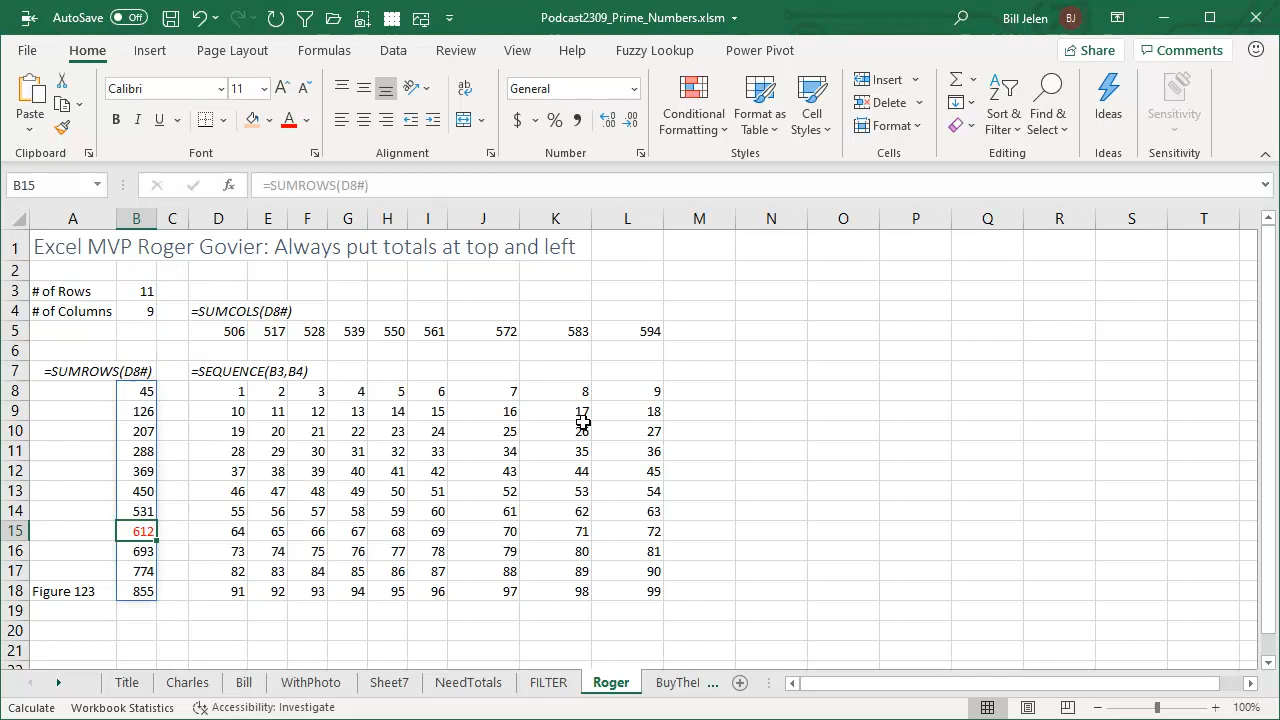 AutoSave Off Podcast2309_Prime_Numbers.xlsm Bill Jelen BJ
File Home Insert Page Layout Formulas Data Review View Help Fuzzy Lookup Power Pivot Share Comments
Calibri 11 General Insert
Delete
Format
Paste Conditional Formatting Format as Table Cell Styles Sort & Filter Find & Select Ideas Sensitivity
Clipboard Font Alignment Number Styles Cells Editing Ideas Sensitivity
B15 fx =SUMROWS(D8#)
A B C D E F G H I J K L M N O P Q R S T
1 Excel MVP Roger Govier: Always put totals at top and left
2
3 # of Rows 11
4 # of Columns 9 =SUMCOLS(D8#)
5 506 517 528 539 550 561 572 583 594
6
7 =SUMROWS(D8#) =SEQUENCE(B3,B4)
8 45 1 2 3 4 5 6 7 8 9
9 126 10 11 12 13 14 15 16 17 18
10 207 19 20 21 22 23 24 25 26 27
11 288 28 29 30 31 32 33 34 35 36
12 369 37 38 39 40 41 42 43 44 45
13 450 46 47 48 49 50 51 52 53 54
14 531 55 56 57 58 59 60 61 62 63
15 612 64 65 66 67 68 69 70 71 72
16 693 73 74 75 76 77 78 79 80 81
17 774 82 83 84 85 86 87 88 89 90
18 Figure 123 855 91 92 93 94 95 96 97 98 99
19
20
21
Title Charles Bill WithPhoto Sheet7 NeedTotals FILTER Roger BuyTheI ...
Calculate Workbook Statistics Accessibility: Investigate 100%